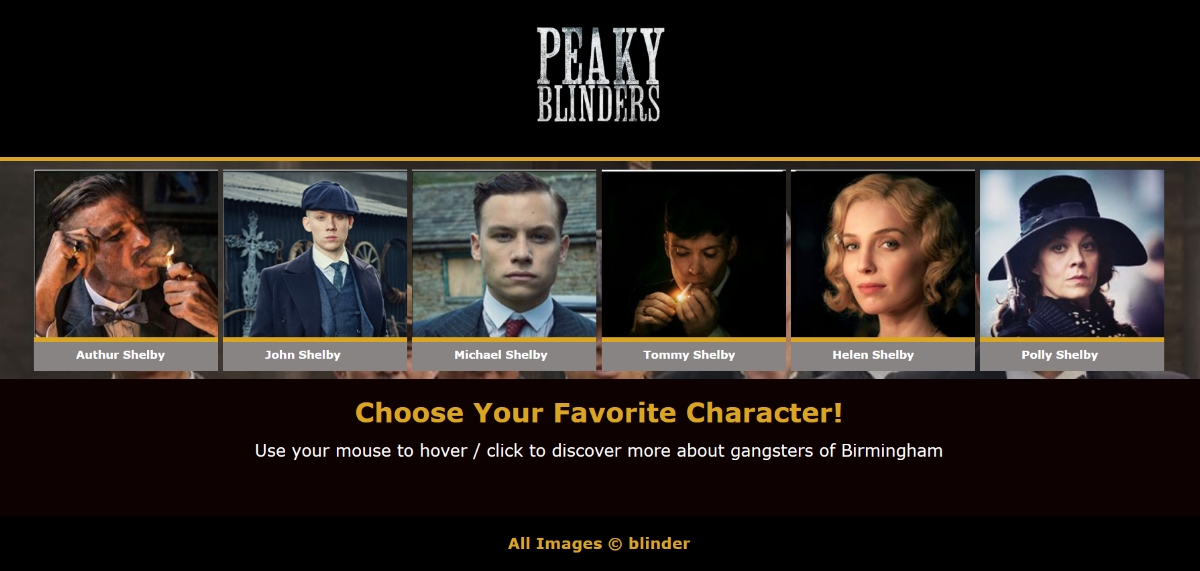 PEAKY
BLINDERS
Authur Shelby
John Shelby
Michael Shelby
Tommy Shelby
Helen Shelby
Polly Shelby
Choose Your Favorite Character!
Use your mouse to hover / click to discover more about gangsters of Birmingham
All Images © blinder